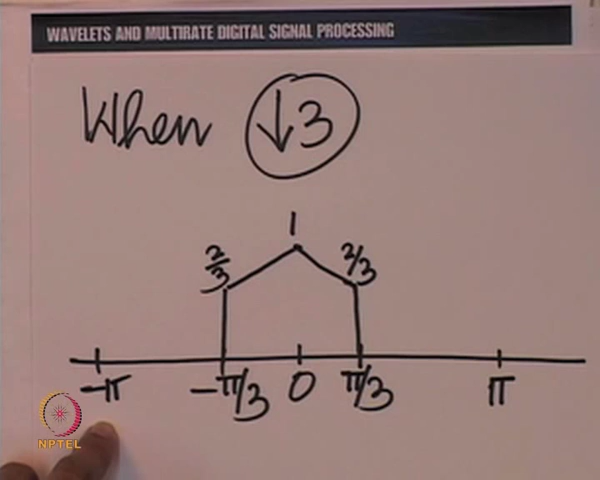 WAVELETS AND MULTIRATE DIGITAL SIGNAL PROCESSING
When ↓3
1
2/3 2/3
-π -π/3 0 π/3 π
NPTEL